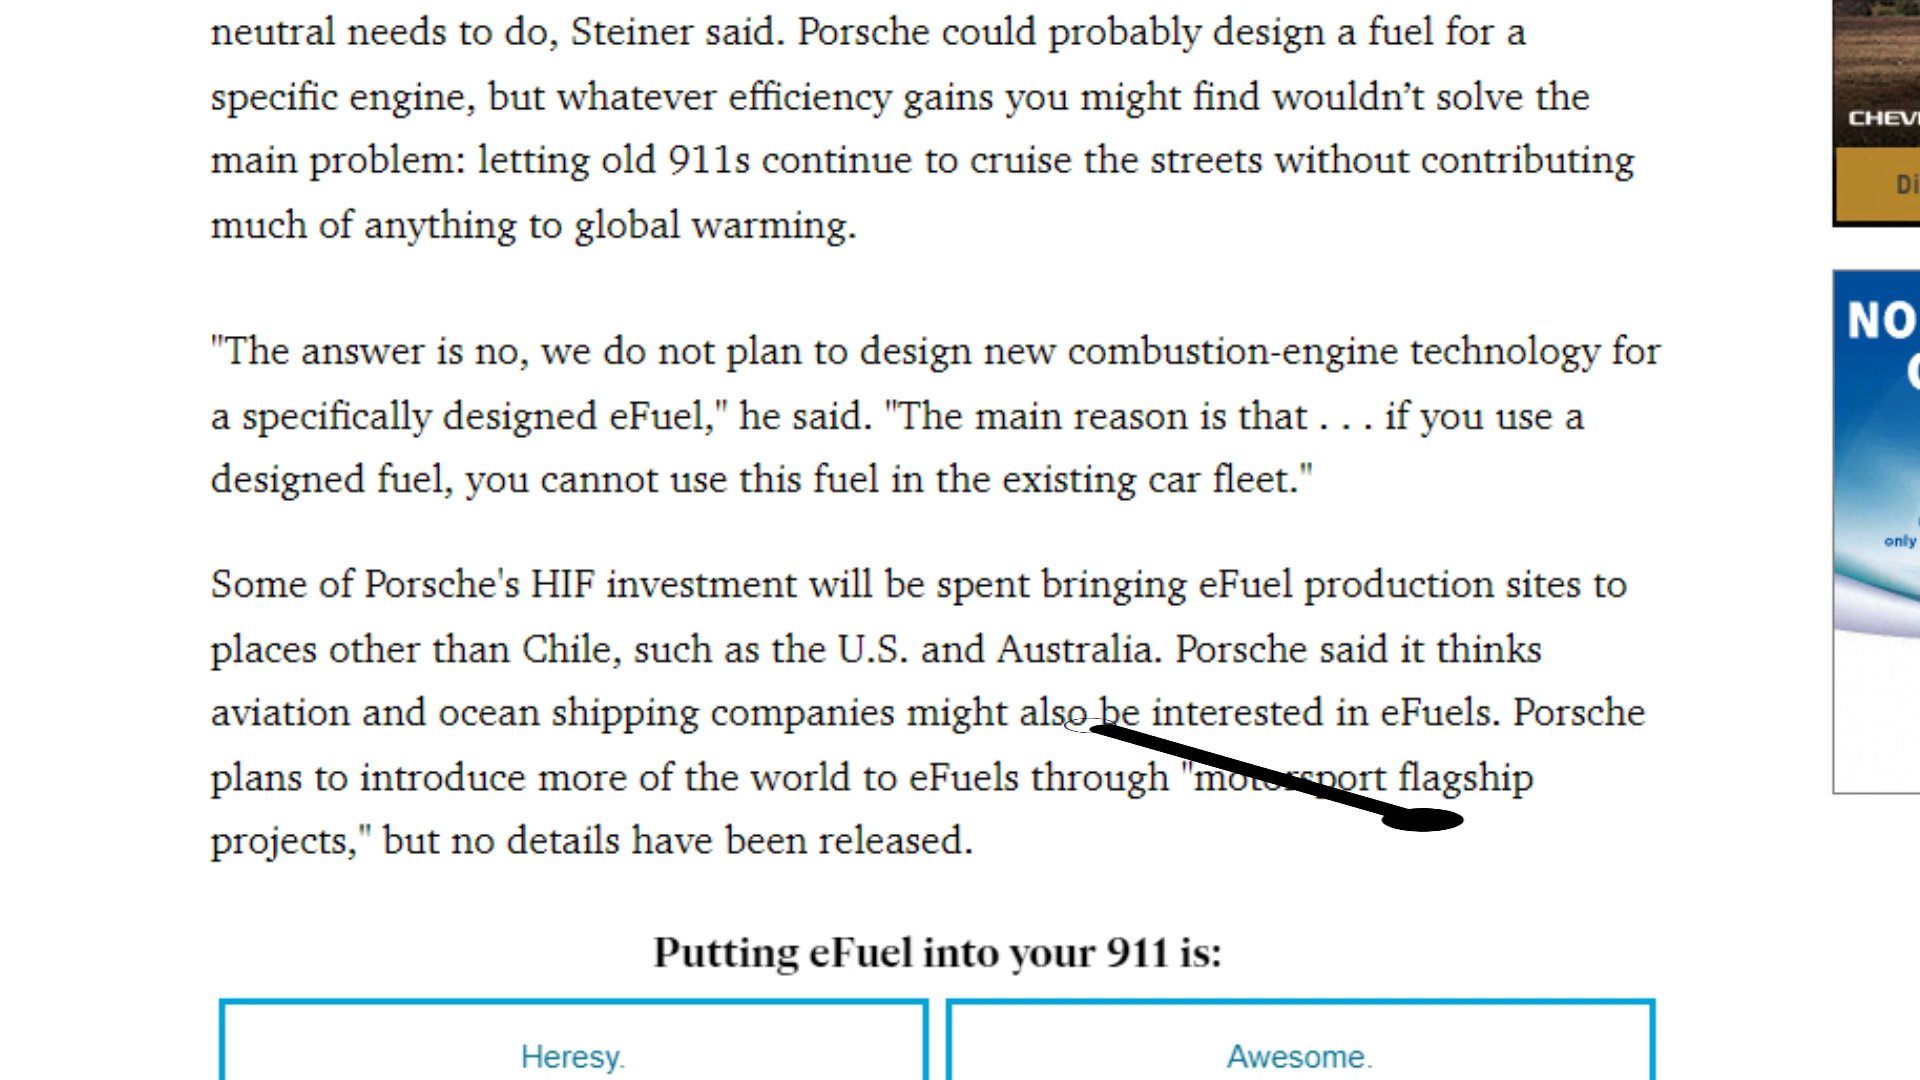 neutral needs to do, Steiner said. Porsche could probably design a fuel for a
specific engine, but whatever efficiency gains you might find wouldn’t solve the
main problem: letting old 911s continue to cruise the streets without contributing
much of anything to global warming.
"The answer is no, we do not plan to design new combustion-engine technology for
a specifically designed eFuel," he said. "The main reason is that . . . if you use a
designed fuel, you cannot use this fuel in the existing car fleet."
Some of Porsche's HIF investment will be spent bringing eFuel production sites to
places other than Chile, such as the U.S. and Australia. Porsche said it thinks
aviation and ocean shipping companies might also be interested in eFuels. Porsche
plans to introduce more of the world to eFuels through "motorsport flagship
projects," but no details have been released.
Putting eFuel into your 911 is:
Heresy.
Awesome.
CHEV
Di
NO
only